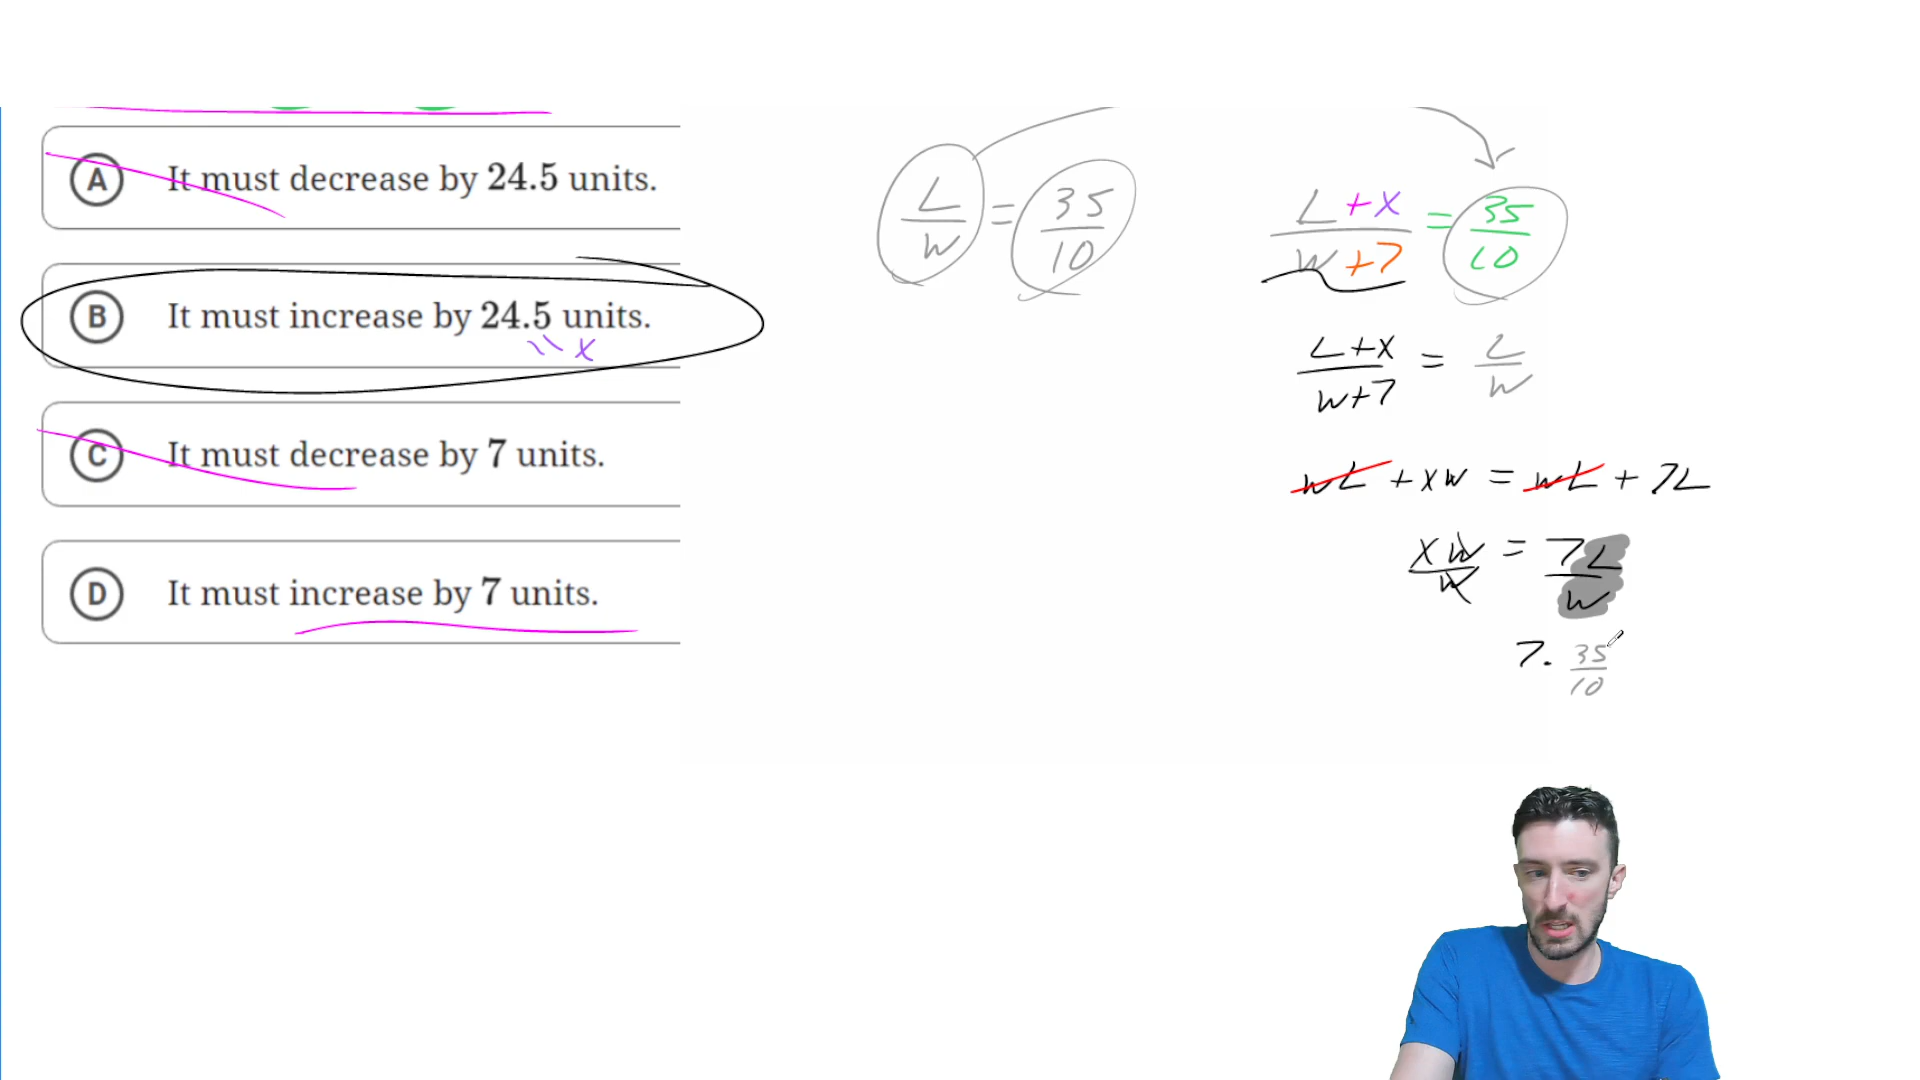 A It must decrease by 24.5 units.
B It must increase by 24.5 units.
" x
C It must decrease by 7 units.
D It must increase by 7 units.
L/W = 35/10
L + x / W + 7 = 35/10
L + x / W + 7 = L/W
WL + xW = WL + 7L
xW/W = 7L/W
7 · 35/10